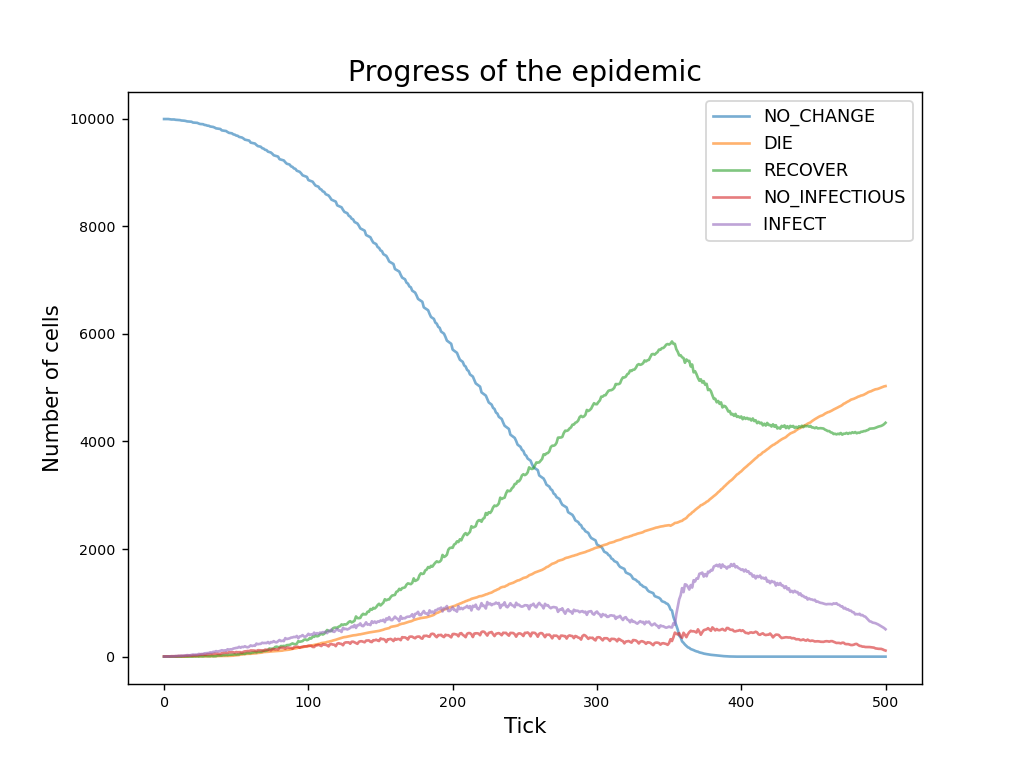 Progress of the epidemic
NO_CHANGE
DIE
RECOVER
NO_INFECTIOUS
INFECT
Number of cells
10000
8000
6000
4000
2000
0
0 100 200 300 400 500
Tick